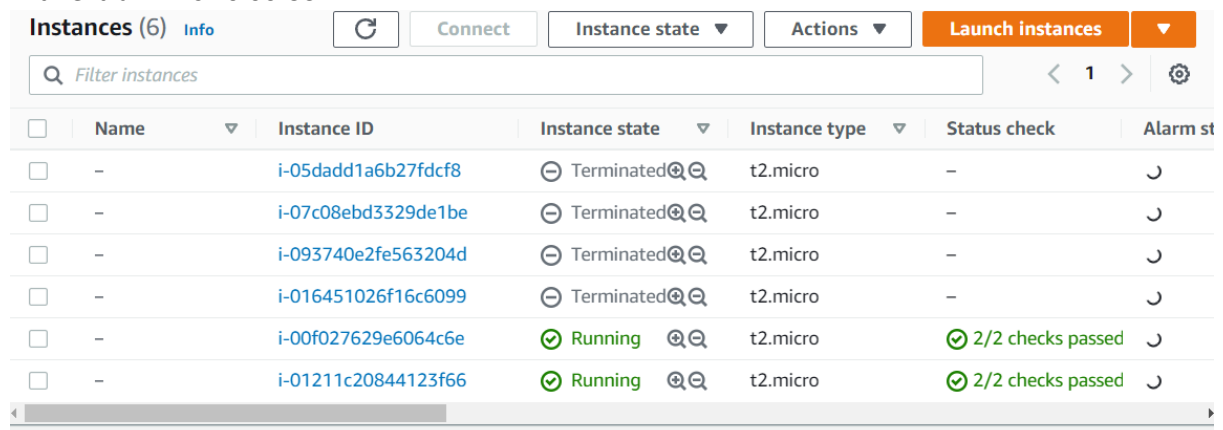 Instances (6) Info Connect Instance state Actions Launch instances
Filter instances 1
Name Instance ID Instance state Instance type Status check Alarm st
– i-05dadd1a6b27fdcf8 Terminated t2.micro –
– i-07c08ebd3329de1be Terminated t2.micro –
– i-093740e2fe563204d Terminated t2.micro –
– i-016451026f16c6099 Terminated t2.micro –
– i-00f027629e6064c6e Running t2.micro 2/2 checks passed
– i-01211c20844123f66 Running t2.micro 2/2 checks passed